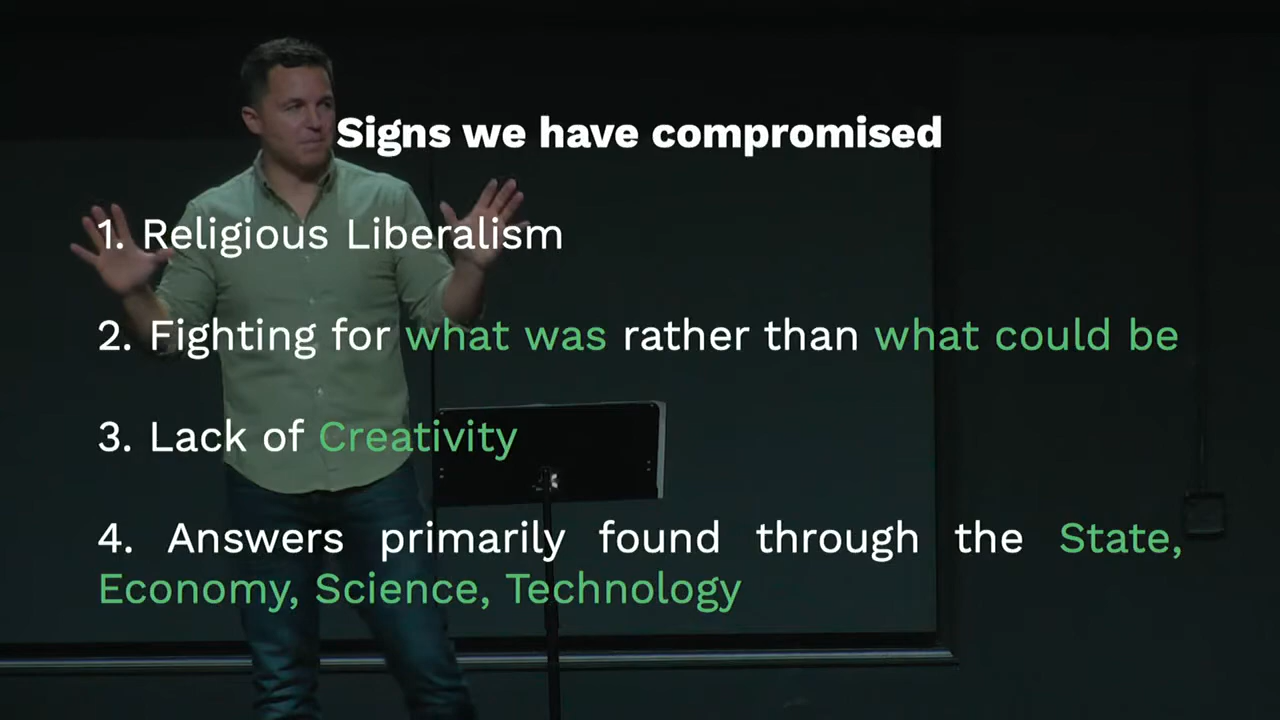 Signs we have compromised
1. Religious Liberalism
2. Fighting for what was rather than what could be
3. Lack of Creativity
4. Answers primarily found through the State,
Economy, Science, Technology